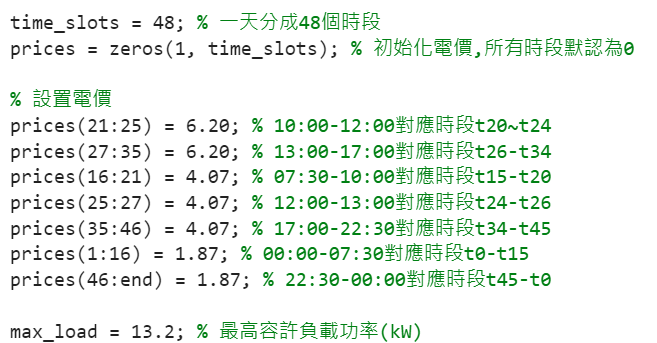 time_slots = 48; % 一天分成48個時段
prices = zeros(1, time_slots); % 初始化電價,所有時段默認為0
% 設置電價
prices(21:25) = 6.20; % 10:00-12:00對應時段t20~t24
prices(27:35) = 6.20; % 13:00-17:00對應時段t26-t34
prices(16:21) = 4.07; % 07:30-10:00對應時段t15-t20
prices(25:27) = 4.07; % 12:00-13:00對應時段t24-t26
prices(35:46) = 4.07; % 17:00-22:30對應時段t34-t45
prices(1:16) = 1.87; % 00:00-07:30對應時段t0-t15
prices(46:end) = 1.87; % 22:30-00:00對應時段t45-t0
max_load = 13.2; % 最高容許負載功率(kW)